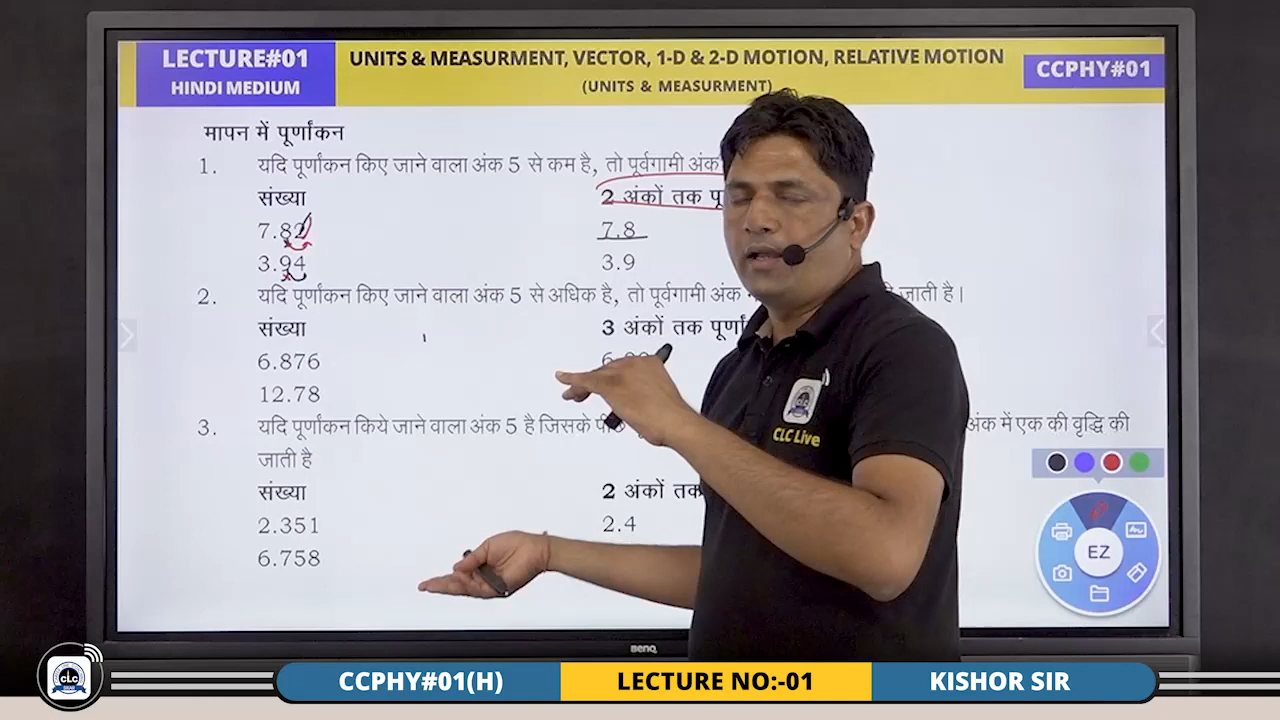 LECTURE#01
HINDI MEDIUM
UNITS & MEASURMENT, VECTOR, 1-D & 2-D MOTION, RELATIVE MOTION
(UNITS & MEASURMENT)
CCPHY#01
मापन में पूर्णांकन
1. यदि पूर्णांकन किए जाने वाला अंक 5 से कम है, तो पूर्वगामी अंक
संख्या 2 अंकों तक
7.82 7.8
3.94 3.9
2. यदि पूर्णांकन किए जाने वाला अंक 5 से अधिक है, तो पूर्वगामी अंक जाती है।
संख्या 3 अंकों तक
6.876
12.78
3. यदि पूर्णांकन किये जाने वाला अंक 5 है जिसके अंक में एक की वृद्धि की
जाती है
संख्या 2 अंकों तक
2.351 2.4
6.758
CLC Live
EZ
BenQ
CLC
CCPHY#01(H)
LECTURE NO:-01
KISHOR SIR